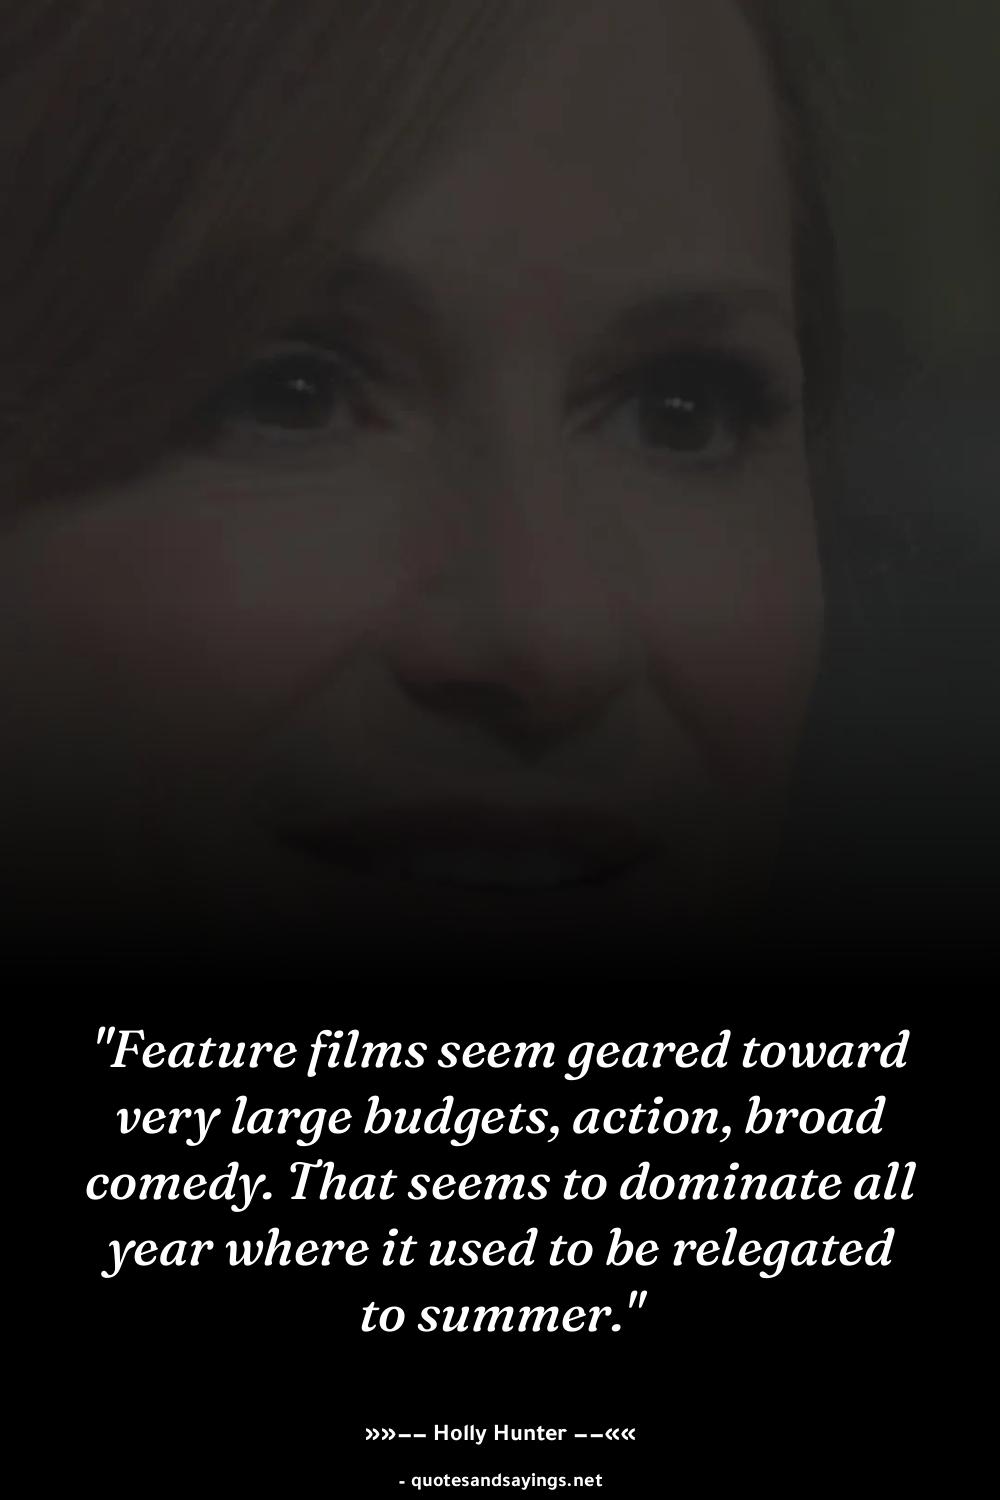 "Feature films seem geared toward
very large budgets, action, broad
comedy. That seems to dominate all
year where it used to be relegated
to summer."
»»–– Holly Hunter ––««
- quotesandsayings.net